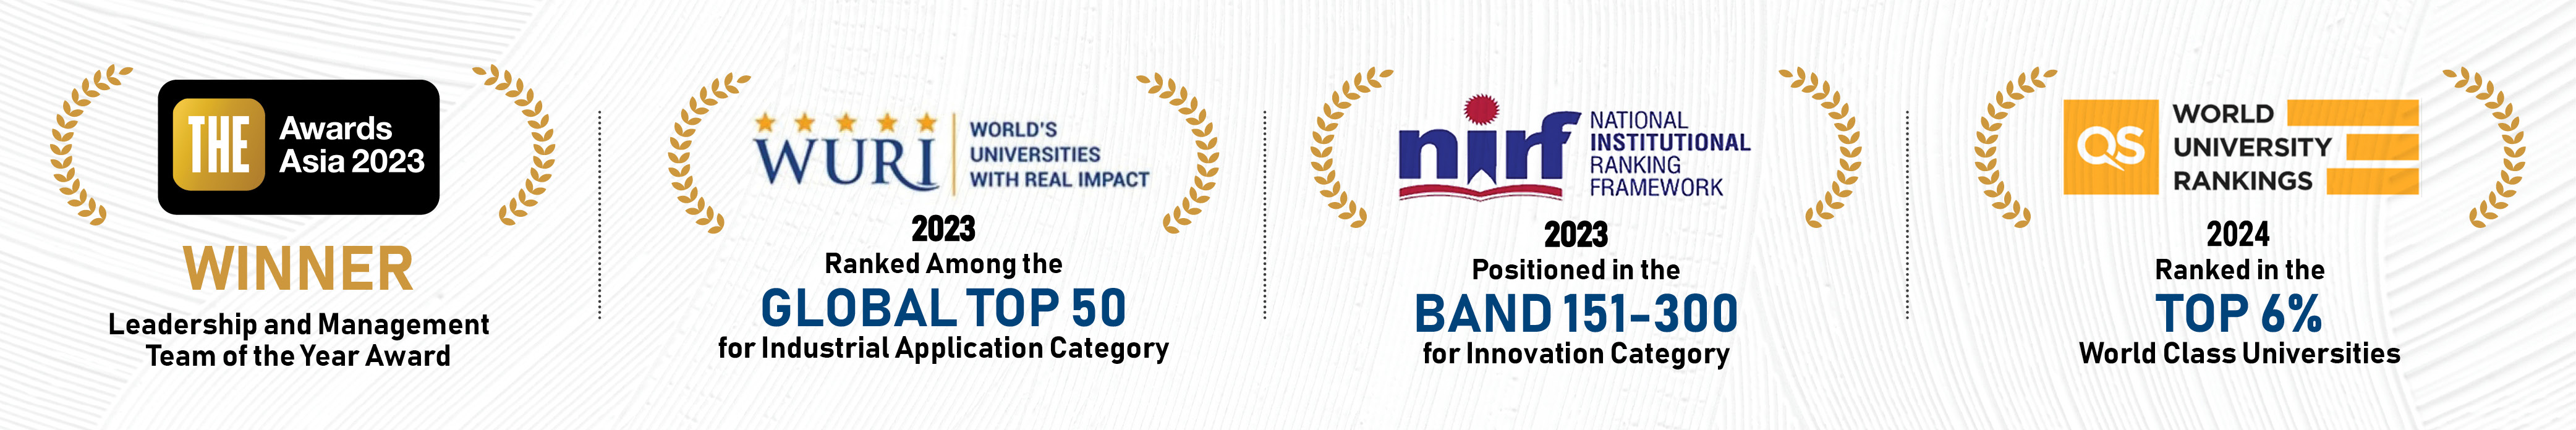 THE
Awards
Asia 2023
WINNER
Leadership and Management
Team of the Year Award
WURI
WORLD'S
UNIVERSITIES
WITH REAL IMPACT
2023
Ranked Among the
GLOBAL TOP 50
for Industrial Application Category
nirf
NATIONAL
INSTITUTIONAL
RANKING
FRAMEWORK
2023
Positioned in the
BAND 151-300
for Innovation Category
QS
WORLD
UNIVERSITY
RANKINGS
2024
Ranked in the
TOP 6%
World Class Universities